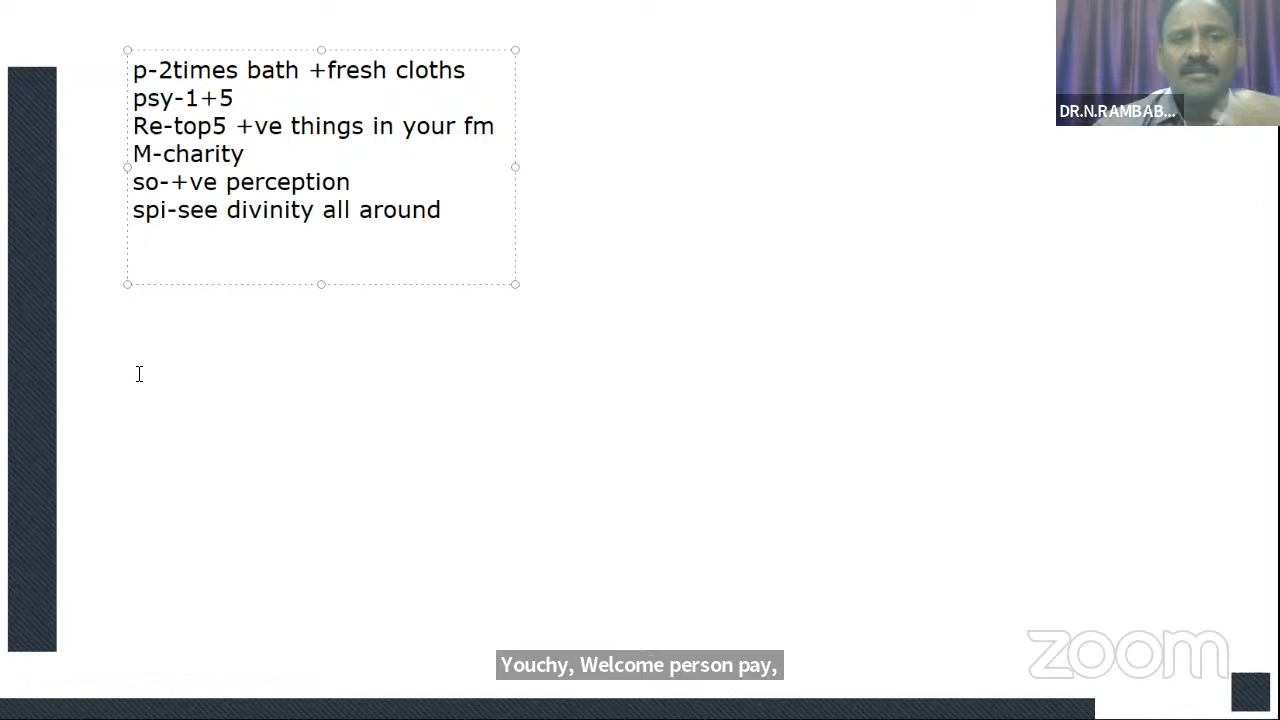 p-2times bath +fresh cloths
psy-1+5
Re-top5 +ve things in your fm
M-charity
so-+ve perception
spi-see divinity all around
DR.N.RAMBAB...
Youchy, Welcome person pay,
zoom